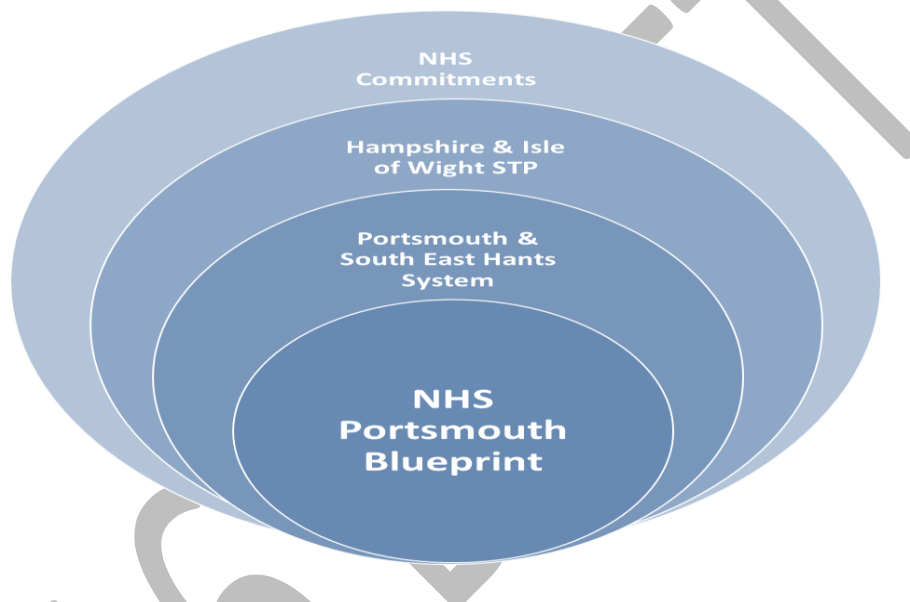 NHS
Commitments
Hampshire & Isle
of Wight STP
Portsmouth &
South East Hants
System
NHS
Portsmouth
Blueprint